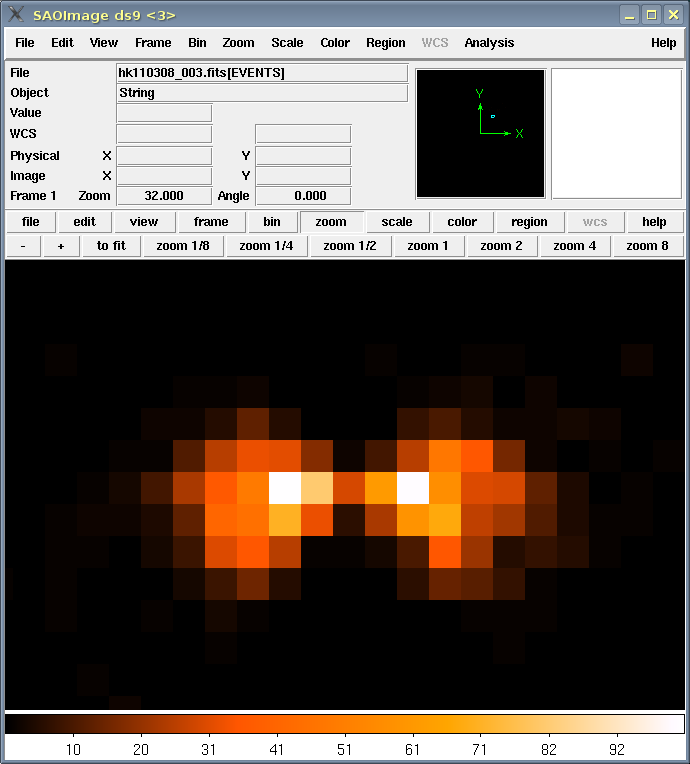 SAOImage ds9 <3>
File Edit View Frame Bin Zoom Scale Color Region WCS Analysis Help
File hk110308_003.fits[EVENTS]
Object String
Value
WCS
Physical X Y
Image X Y
Frame 1 Zoom 32.000 Angle 0.000
Y
X
file edit view frame bin zoom scale color region wcs help
- + to fit zoom 1/8 zoom 1/4 zoom 1/2 zoom 1 zoom 2 zoom 4 zoom 8
10 20 31 41 51 61 71 82 92